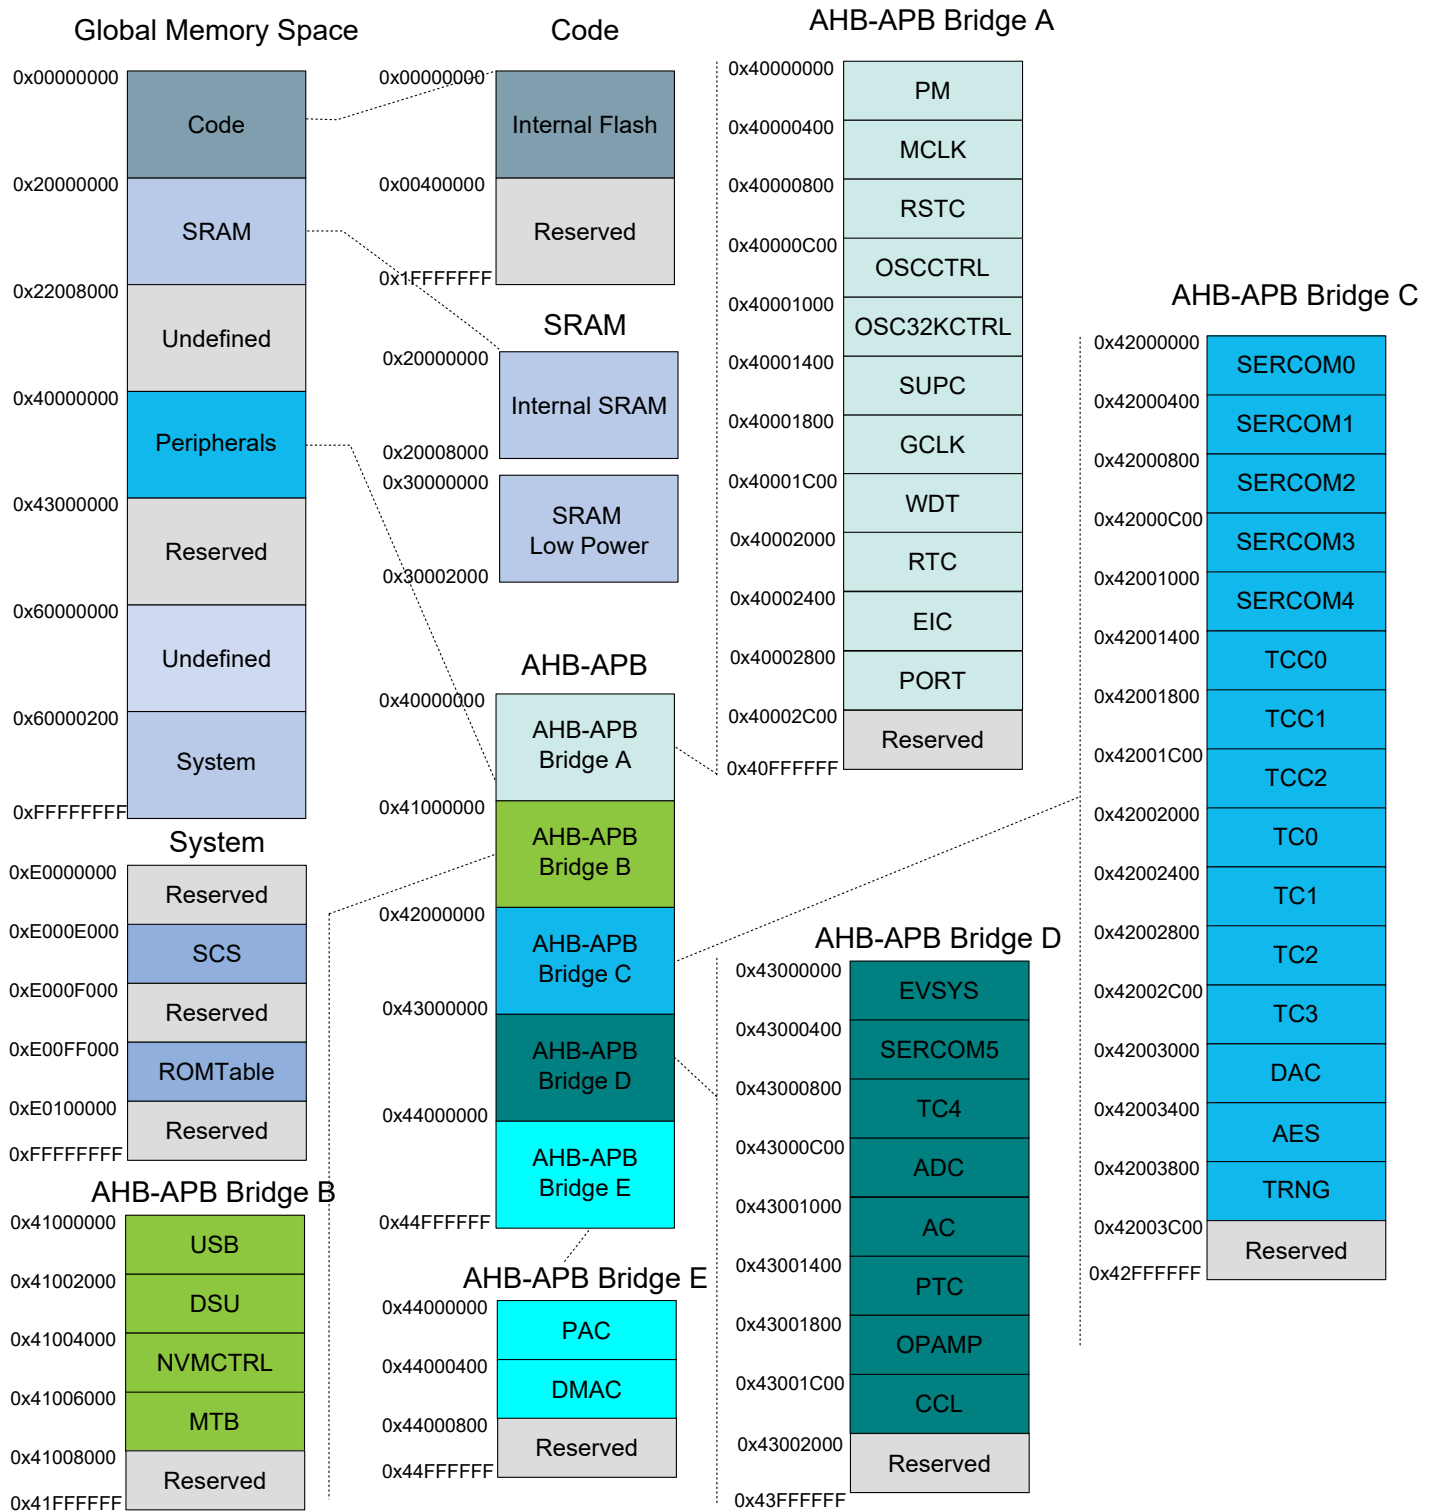 Global Memory Space
0x00000000
Code
0x20000000
SRAM
0x22008000
Undefined
0x40000000
Peripherals
0x43000000
Reserved
0x60000000
Undefined
0x60000200
System
0xFFFFFFFF
System
0xE0000000
Reserved
0xE000E000
SCS
0xE000F000
Reserved
0xE00FF000
ROMTable
0xE0100000
Reserved
0xFFFFFFFF
AHB-APB Bridge B
0x41000000
USB
0x41002000
DSU
0x41004000
NVMCTRL
0x41006000
MTB
0x41008000
Reserved
0x41FFFFFF
Code
0x00000000
Internal Flash
0x00400000
Reserved
0x1FFFFFFF
SRAM
0x20000000
Internal SRAM
0x20008000
0x30000000
SRAM
Low Power
0x30002000
AHB-APB
0x40000000
AHB-APB
Bridge A
0x41000000
AHB-APB
Bridge B
0x42000000
AHB-APB
Bridge C
0x43000000
AHB-APB
Bridge D
0x44000000
AHB-APB
Bridge E
0x44FFFFFF
AHB-APB Bridge E
0x44000000
PAC
0x44000400
DMAC
0x44000800
Reserved
0x44FFFFFF
AHB-APB Bridge A
0x40000000
PM
0x40000400
MCLK
0x40000800
RSTC
0x40000C00
OSCCTRL
0x40001000
OSC32KCTRL
0x40001400
SUPC
0x40001800
GCLK
0x40001C00
WDT
0x40002000
RTC
0x40002400
EIC
0x40002800
PORT
0x40002C00
Reserved
0x40FFFFFF
AHB-APB Bridge D
0x43000000
EVSYS
0x43000400
SERCOM5
0x43000800
TC4
0x43000C00
ADC
0x43001000
AC
0x43001400
PTC
0x43001800
OPAMP
0x43001C00
CCL
0x43002000
Reserved
0x43FFFFFF
AHB-APB Bridge C
0x42000000
SERCOM0
0x42000400
SERCOM1
0x42000800
SERCOM2
0x42000C00
SERCOM3
0x42001000
SERCOM4
0x42001400
TCC0
0x42001800
TCC1
0x42001C00
TCC2
0x42002000
TC0
0x42002400
TC1
0x42002800
TC2
0x42002C00
TC3
0x42003000
DAC
0x42003400
AES
0x42003800
TRNG
0x42003C00
Reserved
0x42FFFFFF